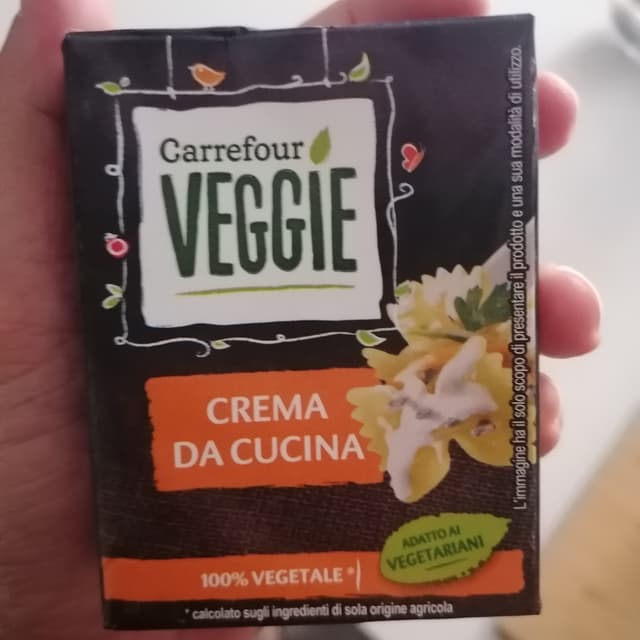 Carrefour
VEGGIE
CREMA
DA CUCINA
ADATTO AI
VEGETARIANI
100% VEGETALE *
* calcolato sugli ingredienti di sola origine agricola
L'immagine ha il solo scopo di presentare il prodotto e una sua modalità di utilizzo.